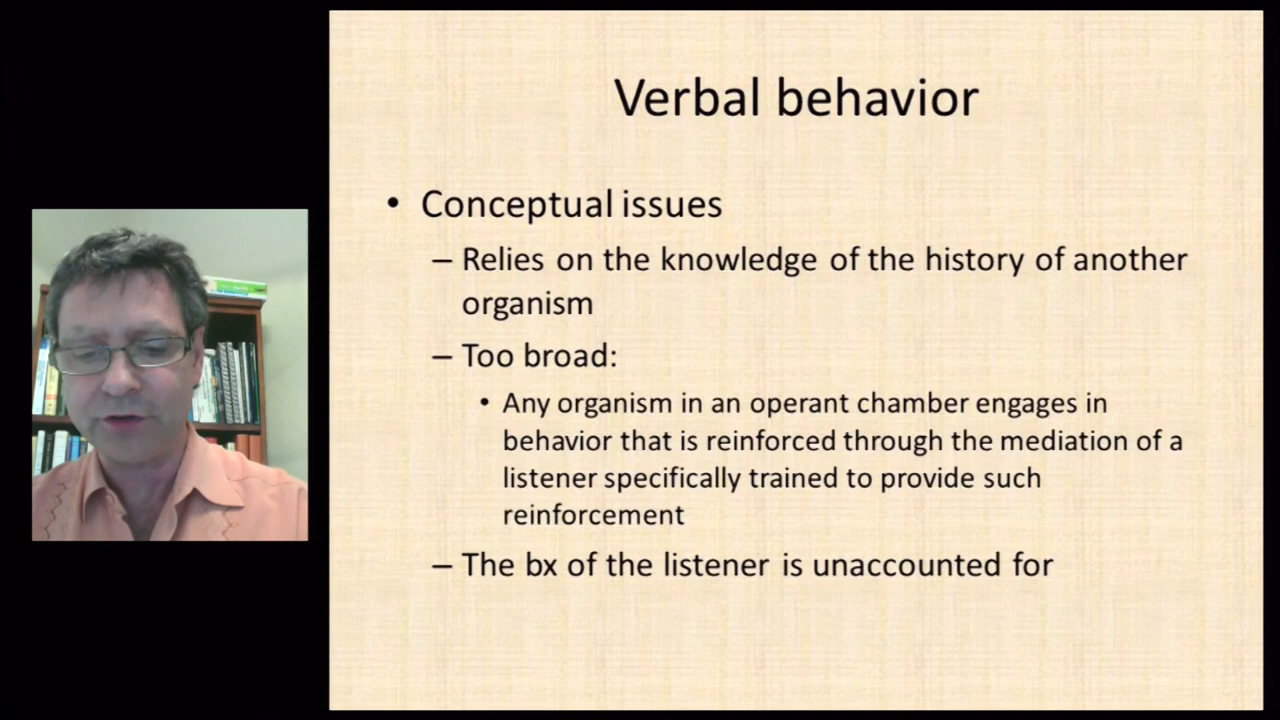 Verbal behavior
• Conceptual issues
– Relies on the knowledge of the history of another
organism
– Too broad:
• Any organism in an operant chamber engages in
behavior that is reinforced through the mediation of a
listener specifically trained to provide such
reinforcement
– The bx of the listener is unaccounted for